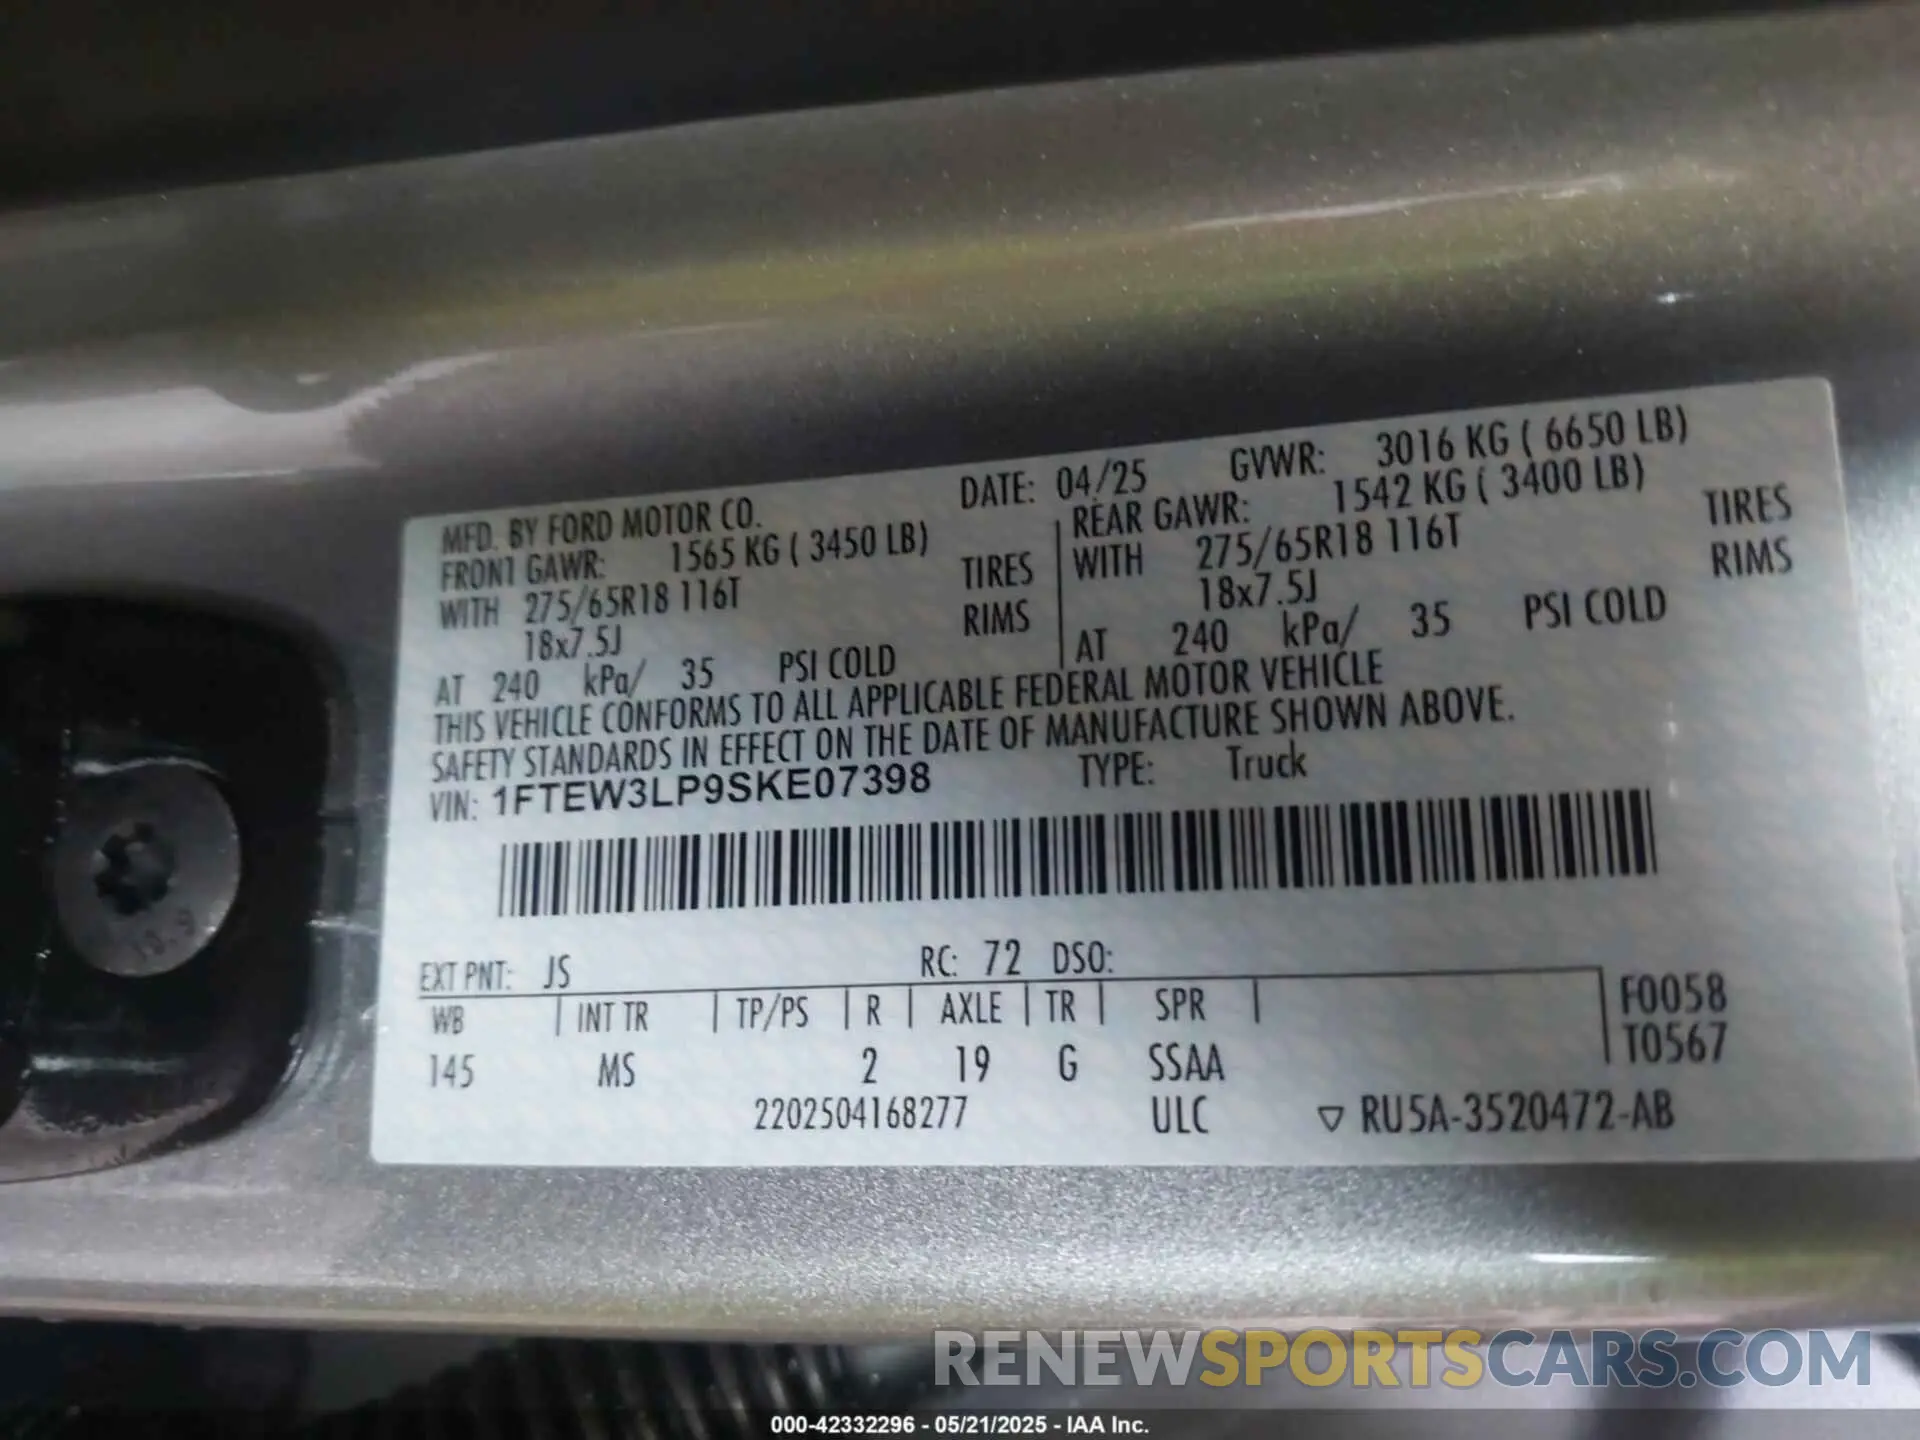 MFD. BY FORD MOTOR CO. DATE: 04/25 GVWR: 3016 KG ( 6650 LB)
FRONT GAWR: 1565 KG ( 3450 LB) REAR GAWR: 1542 KG ( 3400 LB)
WITH 275/65R18 116T TIRES WITH 275/65R18 116T TIRES
18x7.5J RIMS 18x7.5J RIMS
AT 240 kPa/ 35 PSI COLD AT 240 kPa/ 35 PSI COLD
THIS VEHICLE CONFORMS TO ALL APPLICABLE FEDERAL MOTOR VEHICLE
SAFETY STANDARDS IN EFFECT ON THE DATE OF MANUFACTURE SHOWN ABOVE.
VIN: 1FTEW3LP9SKE07398 TYPE: Truck
EXT PNT: JS RC: 72 DSO:
WB INT TR TP/PS R AXLE TR SPR F0058
T0567
145 MS 2 19 G SSAA
2202504168277 ULC ▽ RU5A-3520472-AB
10.9
RENEWSPORTSCARS.COM
000-42332296 - 05/21/2025 - IAA Inc.